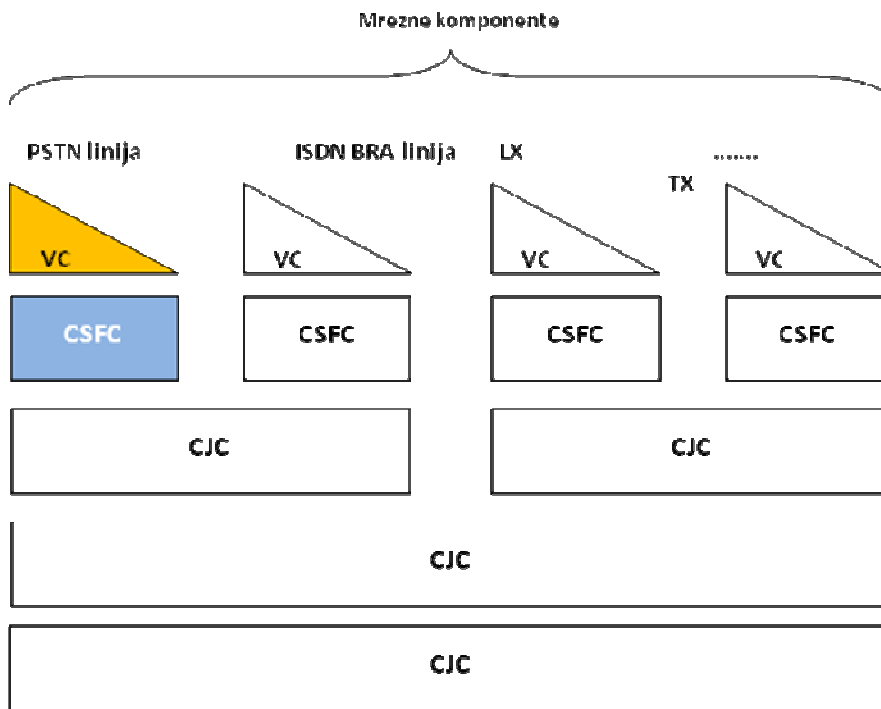 Mrezne komponente
PSTN linija ISDN BRA linija LX .......
TX
VC VC VC VC
CSFC CSFC CSFC CSFC
CJC CJC
CJC
CJC